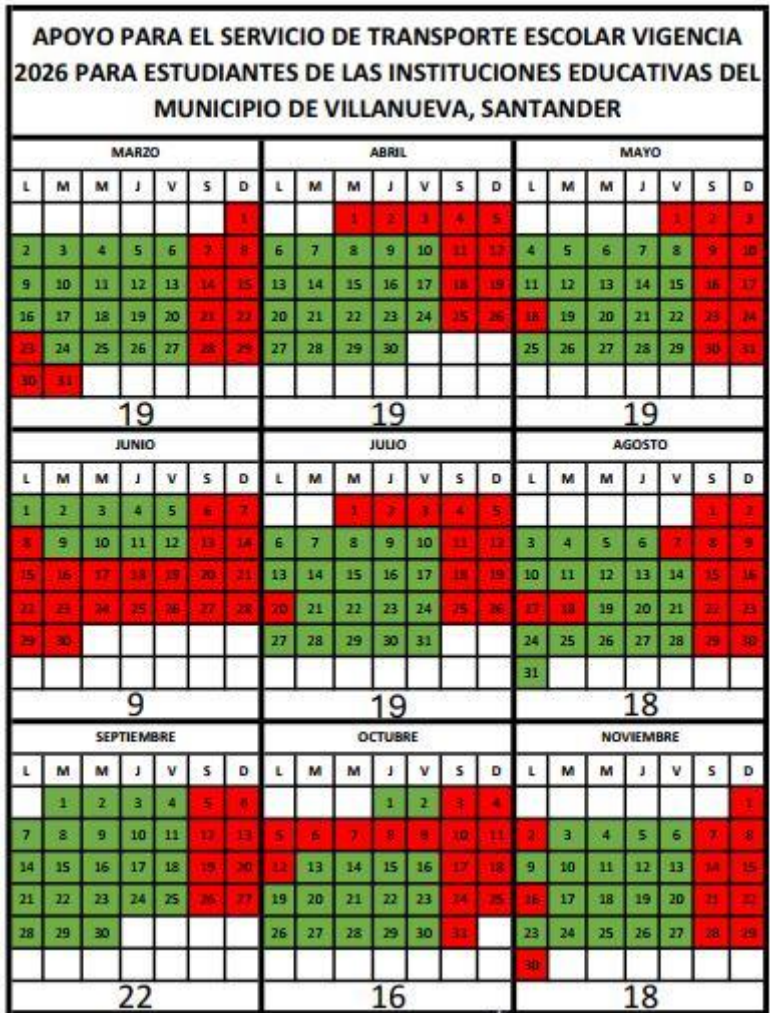 APOYO PARA EL SERVICIO DE TRANSPORTE ESCOLAR VIGENCIA
2026 PARA ESTUDIANTES DE LAS INSTITUCIONES EDUCATIVAS DEL
MUNICIPIO DE VILLANUEVA, SANTANDER
MARZO
L M M J V S D
1
2 3 4 5 6 7 8
9 10 11 12 13 14 15
16 17 18 19 20 21 22
23 24 25 26 27 28 29
30 31
19
ABRIL
L M M J V S D
1 2 3 4 5
6 7 8 9 10 11 12
13 14 15 16 17 18 19
20 21 22 23 24 25 26
27 28 29 30
19
MAYO
L M M J V S D
1 2 3
4 5 6 7 8 9 10
11 12 13 14 15 16 17
18 19 20 21 22 23 24
25 26 27 28 29 30 31
19
JUNIO
L M M J V S D
1 2 3 4 5 6 7
8 9 10 11 12 13 14
15 16 17 18 19 20 21
22 23 24 25 26 27 28
29 30
9
JULIO
L M M J V S D
1 2 3 4 5
6 7 8 9 10 11 12
13 14 15 16 17 18 19
20 21 22 23 24 25 26
27 28 29 30 31
19
AGOSTO
L M M J V S D
1 2
3 4 5 6 7 8 9
10 11 12 13 14 15 16
17 18 19 20 21 22 23
24 25 26 27 28 29 30
31
18
SEPTIEMBRE
L M M J V S D
1 2 3 4 5 6
7 8 9 10 11 12 13
14 15 16 17 18 19 20
21 22 23 24 25 26 27
28 29 30
22
OCTUBRE
L M M J V S D
1 2 3 4
5 6 7 8 9 10 11
12 13 14 15 16 17 18
19 20 21 22 23 24 25
26 27 28 29 30 31
16
NOVIEMBRE
L M M J V S D
1
2 3 4 5 6 7 8
9 10 11 12 13 14 15
16 17 18 19 20 21 22
23 24 25 26 27 28 29
30
18